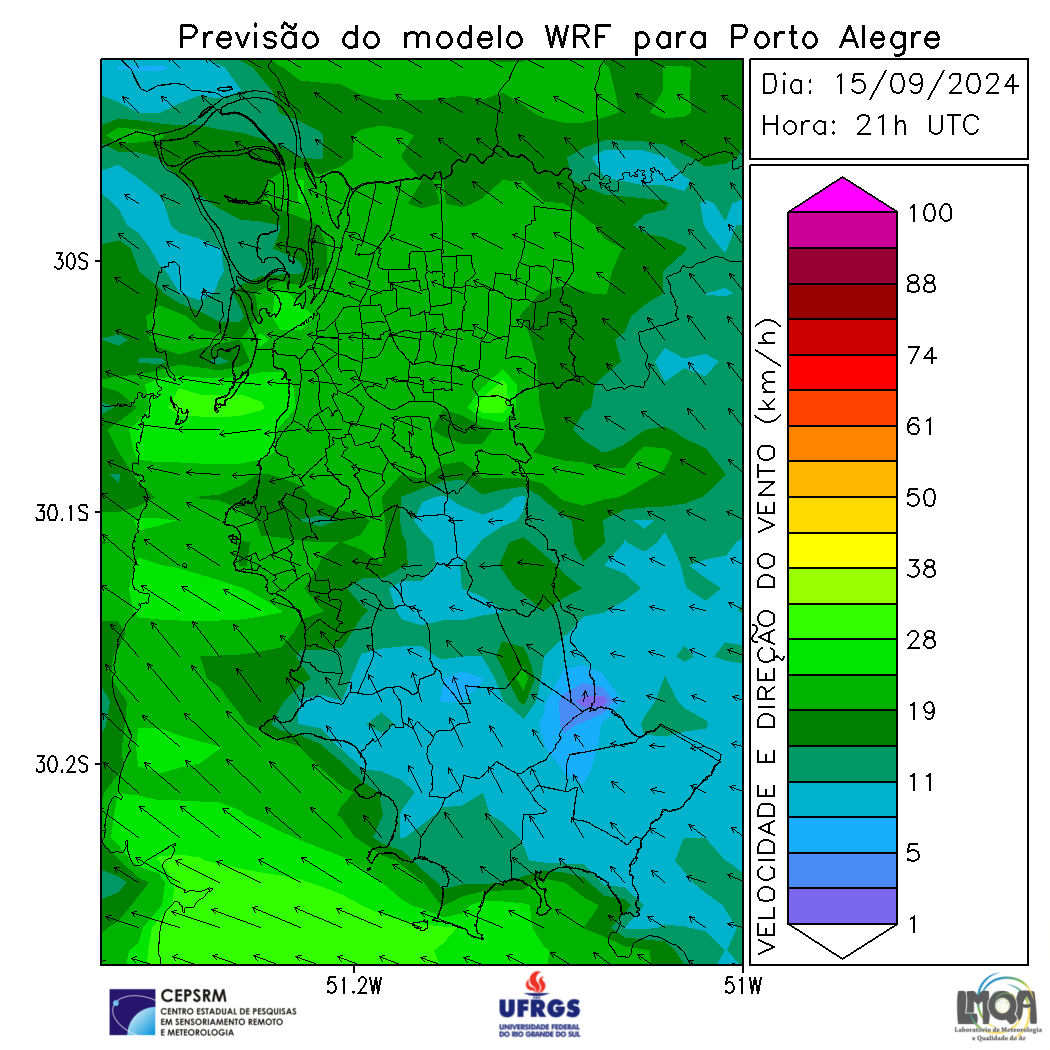 Previsão do modelo WRF para Porto Alegre
Dia: 15/09/2024
Hora: 21h UTC
30S
30.1S
30.2S
51.2W
51W
VELOCIDADE E DIREÇÃO DO VENTO (km/h)
100
88
74
61
50
38
28
19
11
5
1
CEPSRM
CENTRO ESTADUAL DE PESQUISAS
EM SENSORIAMENTO REMOTO
E METEOROLOGIA
UFRGS
UNIVERSIDADE FEDERAL
DO RIO GRANDE DO SUL
LMQA
Laboratório de Meteorologia
e Qualidade do Ar